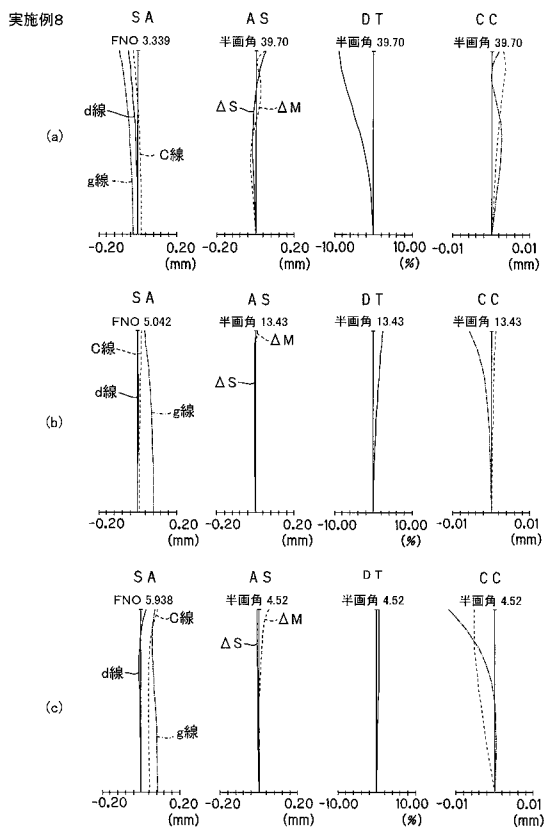 実施例8
SA AS DT CC
FNO 3.339 半画角 39.70 半画角 39.70 半画角 39.70
d線 ΔS ΔM
(a)
C線
g線
-0.20 0.20 -0.20 0.20 -10.00 10.00 -0.01 0.01
(mm) (mm) (%) (mm)
SA AS DT CC
FNO 5.042 半画角 13.43 半画角 13.43 半画角 13.43
C線 ΔM
d線 ΔS
g線
(b)
-0.20 0.20 -0.20 0.20 -10.00 10.00 -0.01 0.01
(mm) (mm) (%) (mm)
SA AS DT CC
FNO 5.938 半画角 4.52 半画角 4.52 半画角 4.52
C線 ΔM
ΔS
d線
(c)
g線
-0.20 0.20 -0.20 0.20 -10.00 10.00 -0.01 0.01
(mm) (mm) (%) (mm)